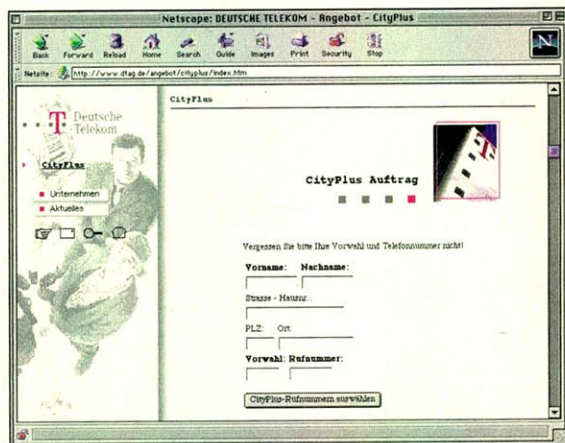 Netscape: DEUTSCHE TELEKOM - Angebot - CityPlus
Back Forward Reload Home Search Guide Images Print Security Stop
N
Netsite: http://www.dtag.de/angebot/cityplus/index.htm
T Deutsche Telekom
CityPlus
Unternehmen
Aktuelles
CityPlus
CityPlus Auftrag
T
Vergessen Sie bitte Ihre Vorwahl und Telefonnummer nicht!
Vorname: Nachname:
Strasse - Hausnr.:
PLZ: Ort:
Vorwahl: Rufnummer:
CityPlus-Rufnummern auswählen